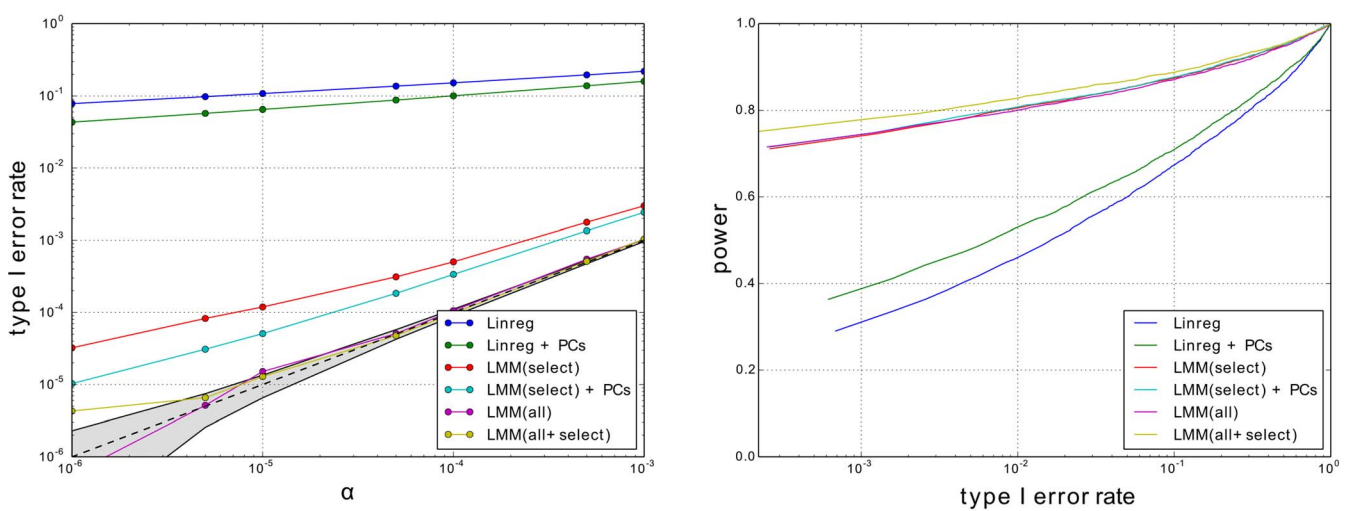 10^0
10^-1
10^-2
10^-3
10^-4
10^-5
10^-6
type I error rate
10^-6
10^-5
10^-4
10^-3
α
Linreg
Linreg + PCs
LMM(select)
LMM(select) + PCs
LMM(all)
LMM(all+ select)
1.0
0.8
0.6
0.4
0.2
0.0
power
10^-3
10^-2
10^-1
10^0
type I error rate
Linreg
Linreg + PCs
LMM(select)
LMM(select) + PCs
LMM(all)
LMM(all+ select)